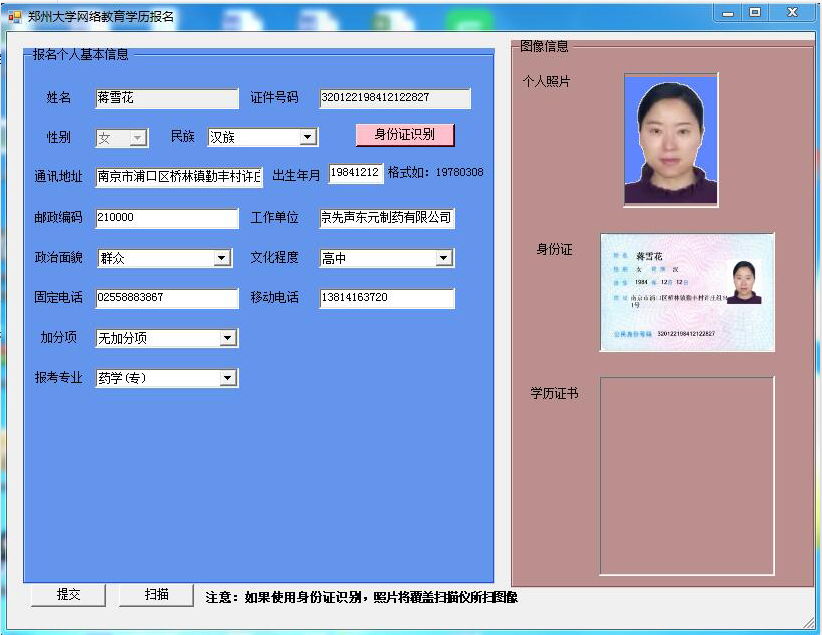 郑州大学网络教育学历报名
报名个人基本信息
姓名 蒋雪花 证件号码 320122198412122827
性别 女 民族 汉族 身份证识别
通讯地址 南京市浦口区桥林镇勤丰村许 出生年月 19841212 格式如：19780308
邮政编码 210000 工作单位 京先声东元制药有限公司
政治面貌 群众 文化程度 高中
固定电话 02558883867 移动电话 13814163720
加分项 无加分项
报考专业 药学(专)
提交 扫描 注意：如果使用身份证识别，照片将覆盖扫描仪所扫图像
图像信息
个人照片
身份证
姓名 蒋雪花
性别 女 民族 汉
出生 1984 年 12 月 12 日
住址 南京市浦口区桥林镇勤丰村许庄组
1号
公民身份号码 320122198412122827
学历证书